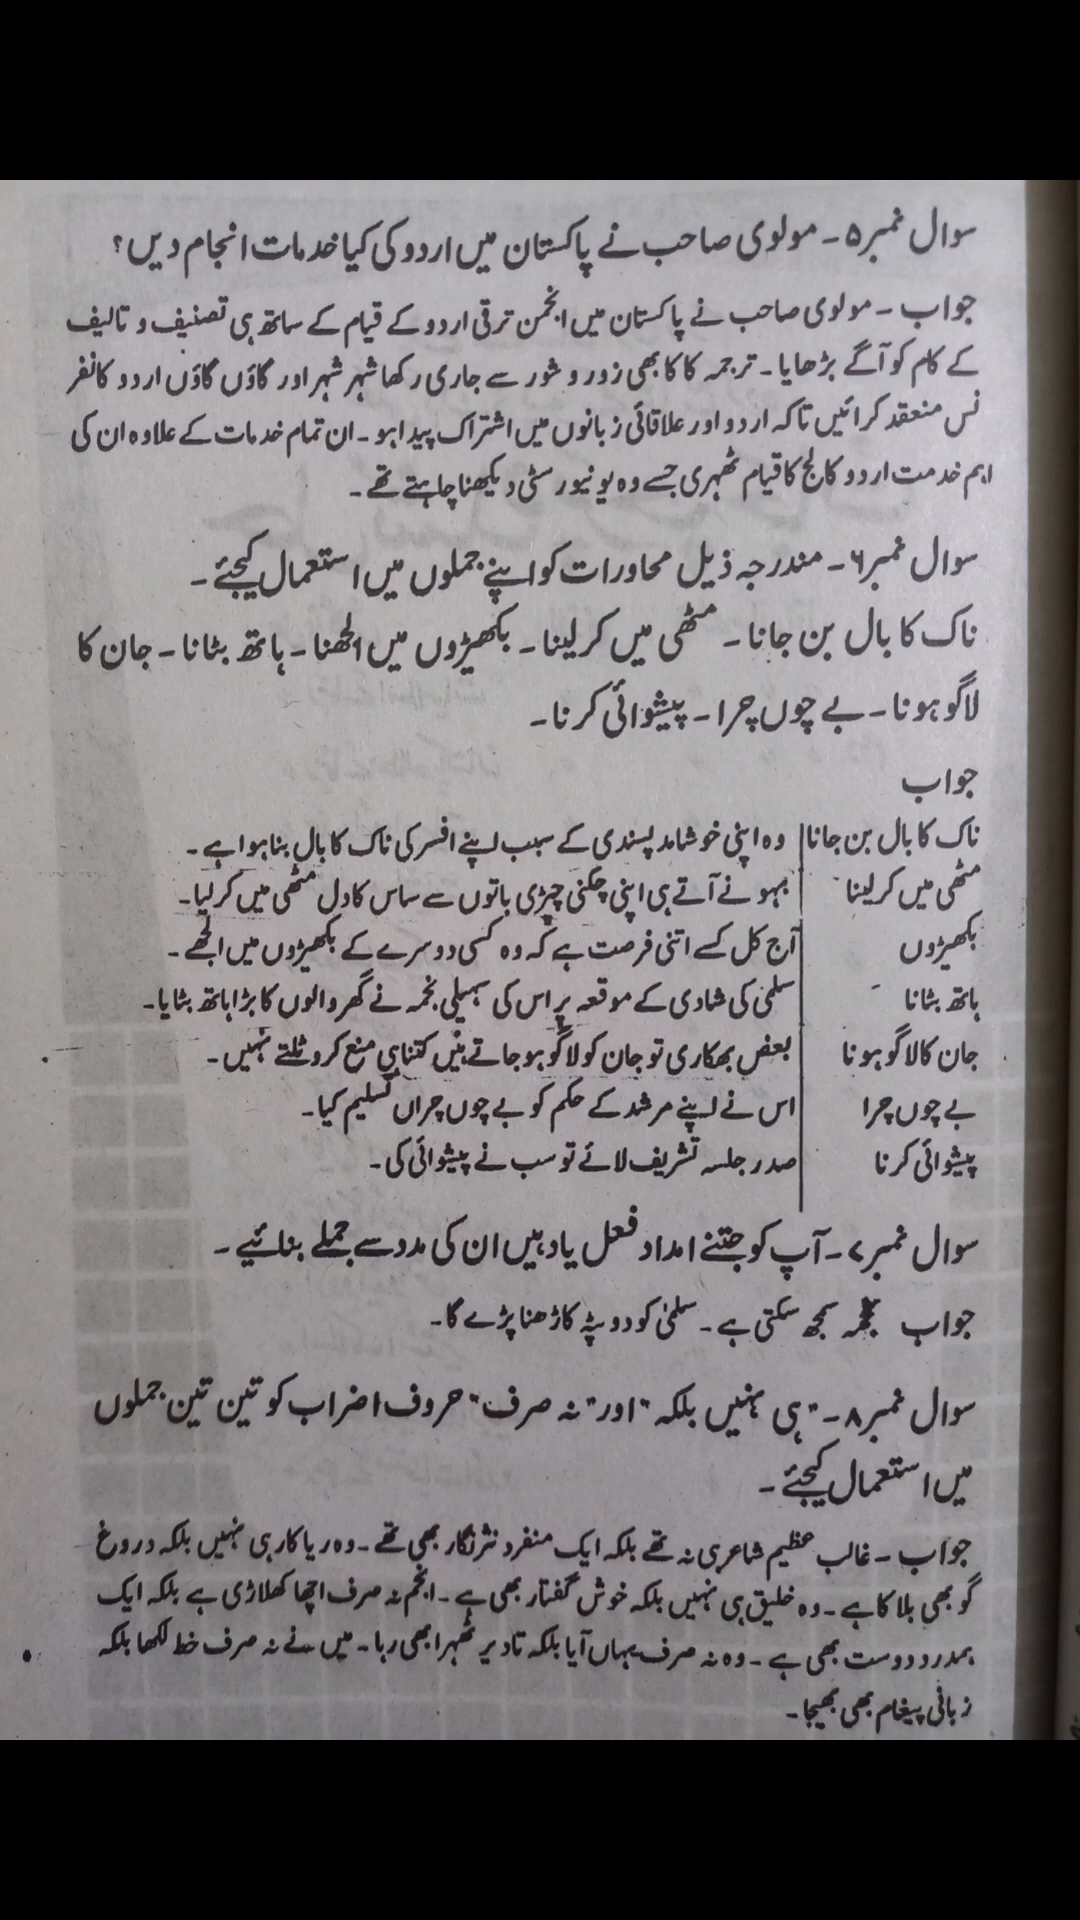 سوال نمبر ۵ ۔ مولوی صاحب نے پاکستان میں اردو کی کیا خدمات انجام دیں؟
جواب ۔ مولوی صاحب نے پاکستان میں انجمن ترقی اردو کے قیام کے ساتھ ہی تصنیف و تالیف
کے کام کو آگے بڑھایا ۔ ترجمہ کا کا بھی زور و شور سے جاری رکھا شہر شہر اور گاؤں گاؤں اردو کانفر
نس منعقد کرائیں تاکہ اردو اور علاقائی زبانوں میں اشتراک پیدا ہو ۔ ان تمام خدمات کے علاوہ ان کی
اہم خدمت اردو کالج کا قیام ٹھہری جسے وہ یونیورسٹی دیکھنا چاہتے تھے ۔
سوال نمبر ۶ ۔ مندرجہ ذیل محاورات کو اپنے جملوں میں استعمال کیجئے ۔
ناک کا بال بن جانا ۔ مٹھی میں کرلینا ۔ بکھیڑوں میں الجھنا ۔ ہاتھ بٹانا ۔ جان کا
لاگو ہونا ۔ بے چوں چرا ۔ پیشوائی کرنا ۔
جواب
ناک کا بال بن جانا | وہ اپنی خوشامد پسندی کے سبب اپنے افسر کی ناک کا بال بنا ہوا ہے ۔
مٹھی میں کرلینا | بہو نے آتے ہی اپنی چکنی چپڑی باتوں سے ساس کا دل مٹھی میں کرلیا ۔
بکھیڑوں | آج کل کسے اتنی فرصت ہے کہ وہ کسی دوسرے کے بکھیڑوں میں الجھے ۔
ہاتھ بٹانا | سلمیٰ کی شادی کے موقعہ پر اس کی سہیلی نجمہ نے گھر والوں کا بڑا ہاتھ بٹایا ۔
جان کا لاگو ہونا | بعض بھکاری تو جان کو لاگو ہو جاتے ہیں کتنا ہی منع کرو ٹلتے نہیں ۔
بے چوں چرا | اس نے اپنے مرشد کے حکم کو بے چوں چراں تسلیم کیا ۔
پیشوائی کرنا | صدر جلسہ تشریف لائے تو سب نے پیشوائی کی ۔
سوال نمبر ۷ ۔ آپ کو جتنے امداد فعل یاد ہیں ان کی مدد سے جملے بنائیے ۔
جواب نجمہ سمجھ سکتی ہے ۔ سلمیٰ کو دوپٹہ کاڑھنا پڑے گا ۔
سوال نمبر ۸ ۔ "ہی نہیں بلکہ" اور "نہ صرف" حروف اضراب کو تین تین جملوں
میں استعمال کیجئے ۔
جواب ۔ غالب عظیم شاعر ہی نہ تھے بلکہ ایک منفرد نثرنگار بھی تھے ۔ وہ ریاکار ہی نہیں بلکہ دروغ
گو بھی بلا کا ہے ۔ وہ خلیق ہی نہیں بلکہ خوش گفتار بھی ہے ۔ انجم نہ صرف اچھا کھلاڑی ہے بلکہ ایک
ہمدرد دوست بھی ہے ۔ وہ نہ صرف یہاں آیا بلکہ تادیر ٹھہرا بھی رہا ۔ میں نے نہ صرف خط لکھا بلکہ
زبانی پیغام بھی بھیجا ۔